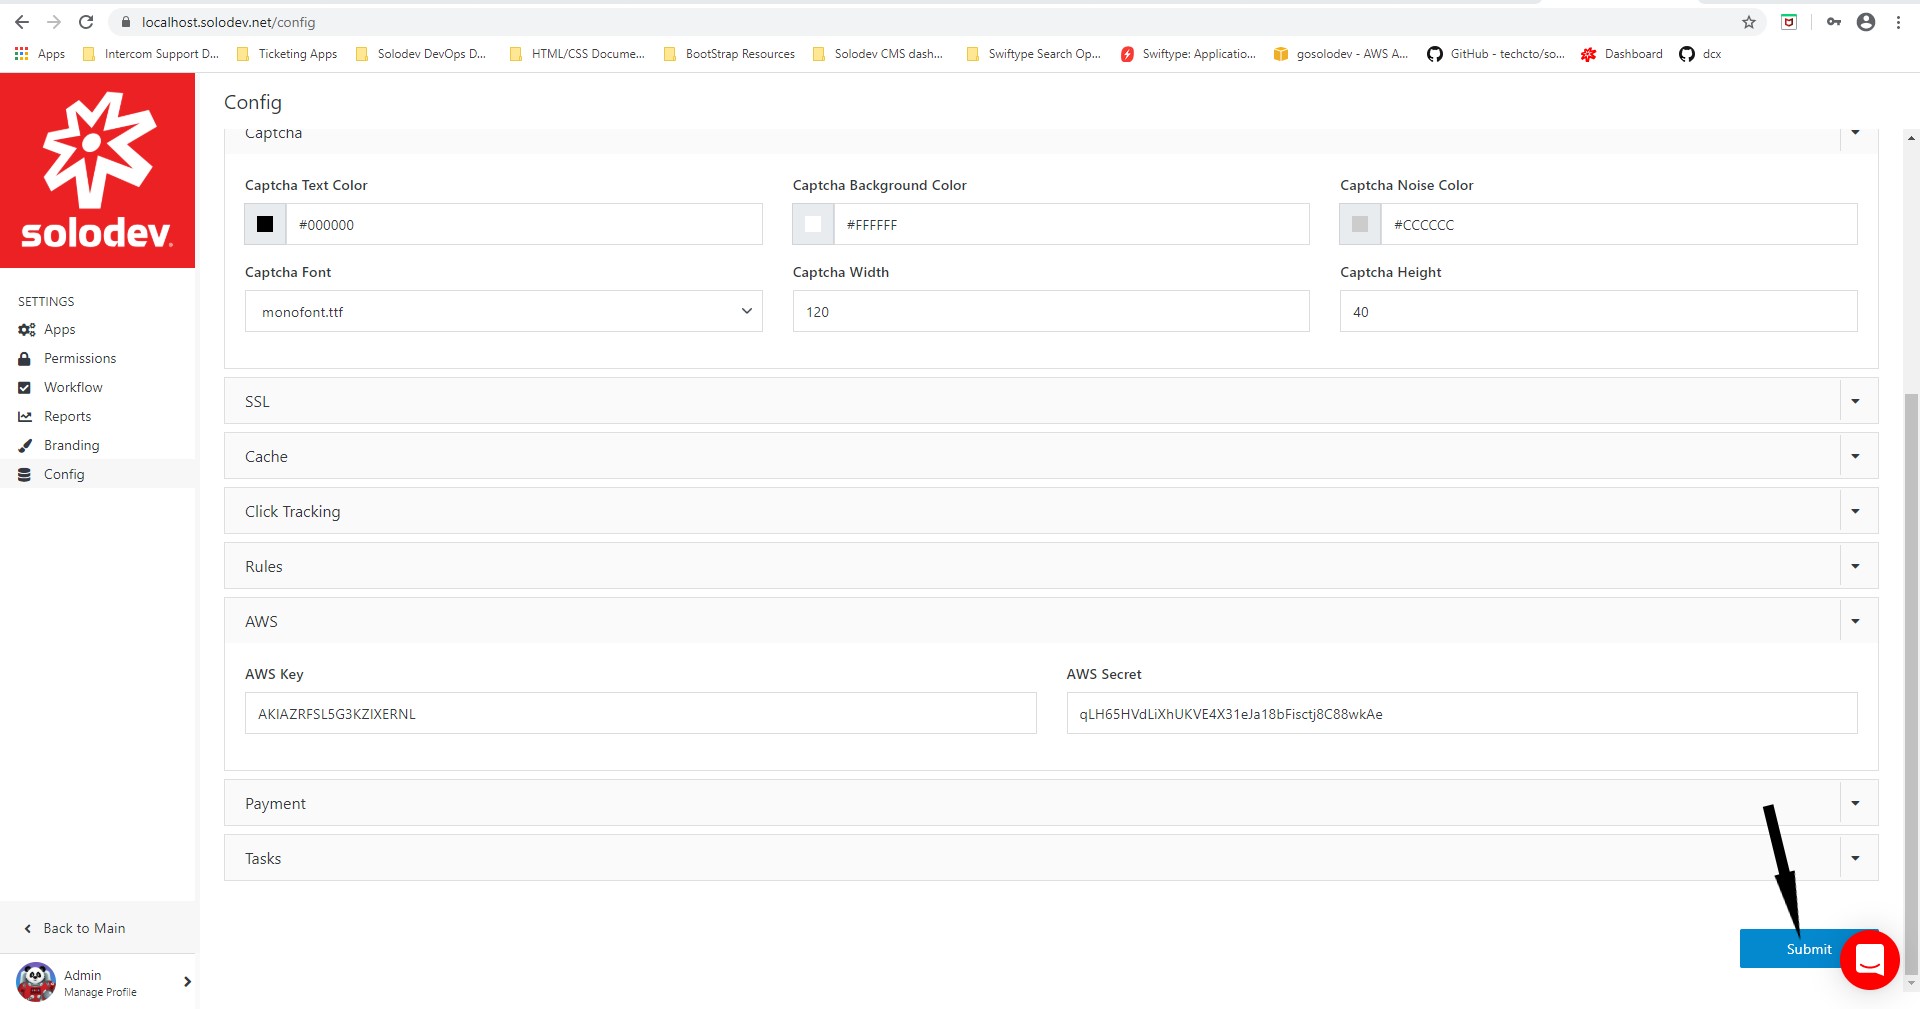 localhost.solodev.net/config
Apps
Intercom Support D...
Ticketing Apps
Solodev DevOps D...
HTML/CSS Docume...
BootStrap Resources
Solodev CMS dash...
Swiftype Search Op...
Swiftype: Applicatio...
gosolodev - AWS A...
GitHub - techcto/so...
Dashboard
dcx
solodev
SETTINGS
Apps
Permissions
Workflow
Reports
Branding
Config
Back to Main
Admin
Manage Profile
Config
Captcha
Captcha Text Color
Captcha Background Color
Captcha Noise Color
#000000
#FFFFFF
#CCCCCC
Captcha Font
Captcha Width
Captcha Height
monofont.ttf
120
40
SSL
Cache
Click Tracking
Rules
AWS
AWS Key
AWS Secret
AKIAZRFSL5G3KZIXERNL
qLH65HVdLiXhUKVE4X31eJa18bFisctj8C88wkAe
Payment
Tasks
Submit